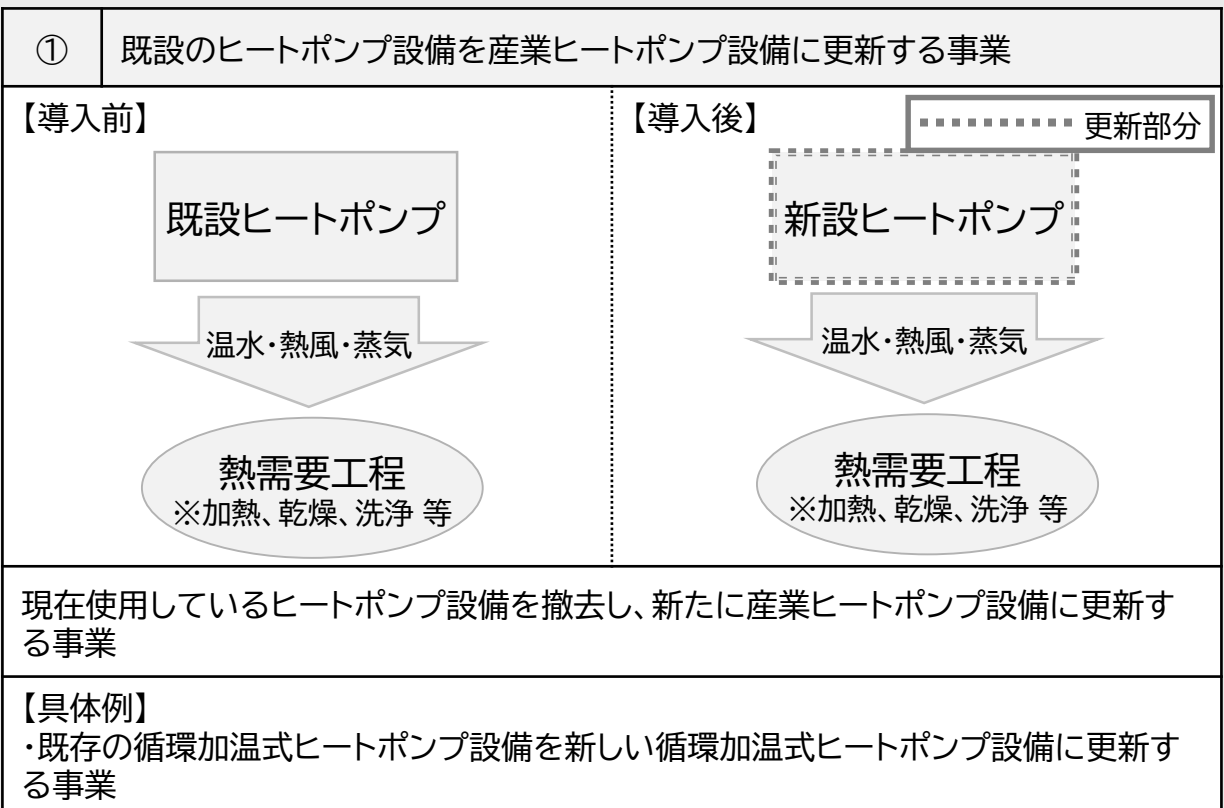 ① 既設のヒートポンプ設備を産業ヒートポンプ設備に更新する事業
【導入前】
既設ヒートポンプ
温水・熱風・蒸気
熱需要工程
※加熱、乾燥、洗浄 等
【導入後】
更新部分
新設ヒートポンプ
温水・熱風・蒸気
熱需要工程
※加熱、乾燥、洗浄 等
現在使用しているヒートポンプ設備を撤去し、新たに産業ヒートポンプ設備に更新す
る事業
【具体例】
・既存の循環加温式ヒートポンプ設備を新しい循環加温式ヒートポンプ設備に更新す
る事業